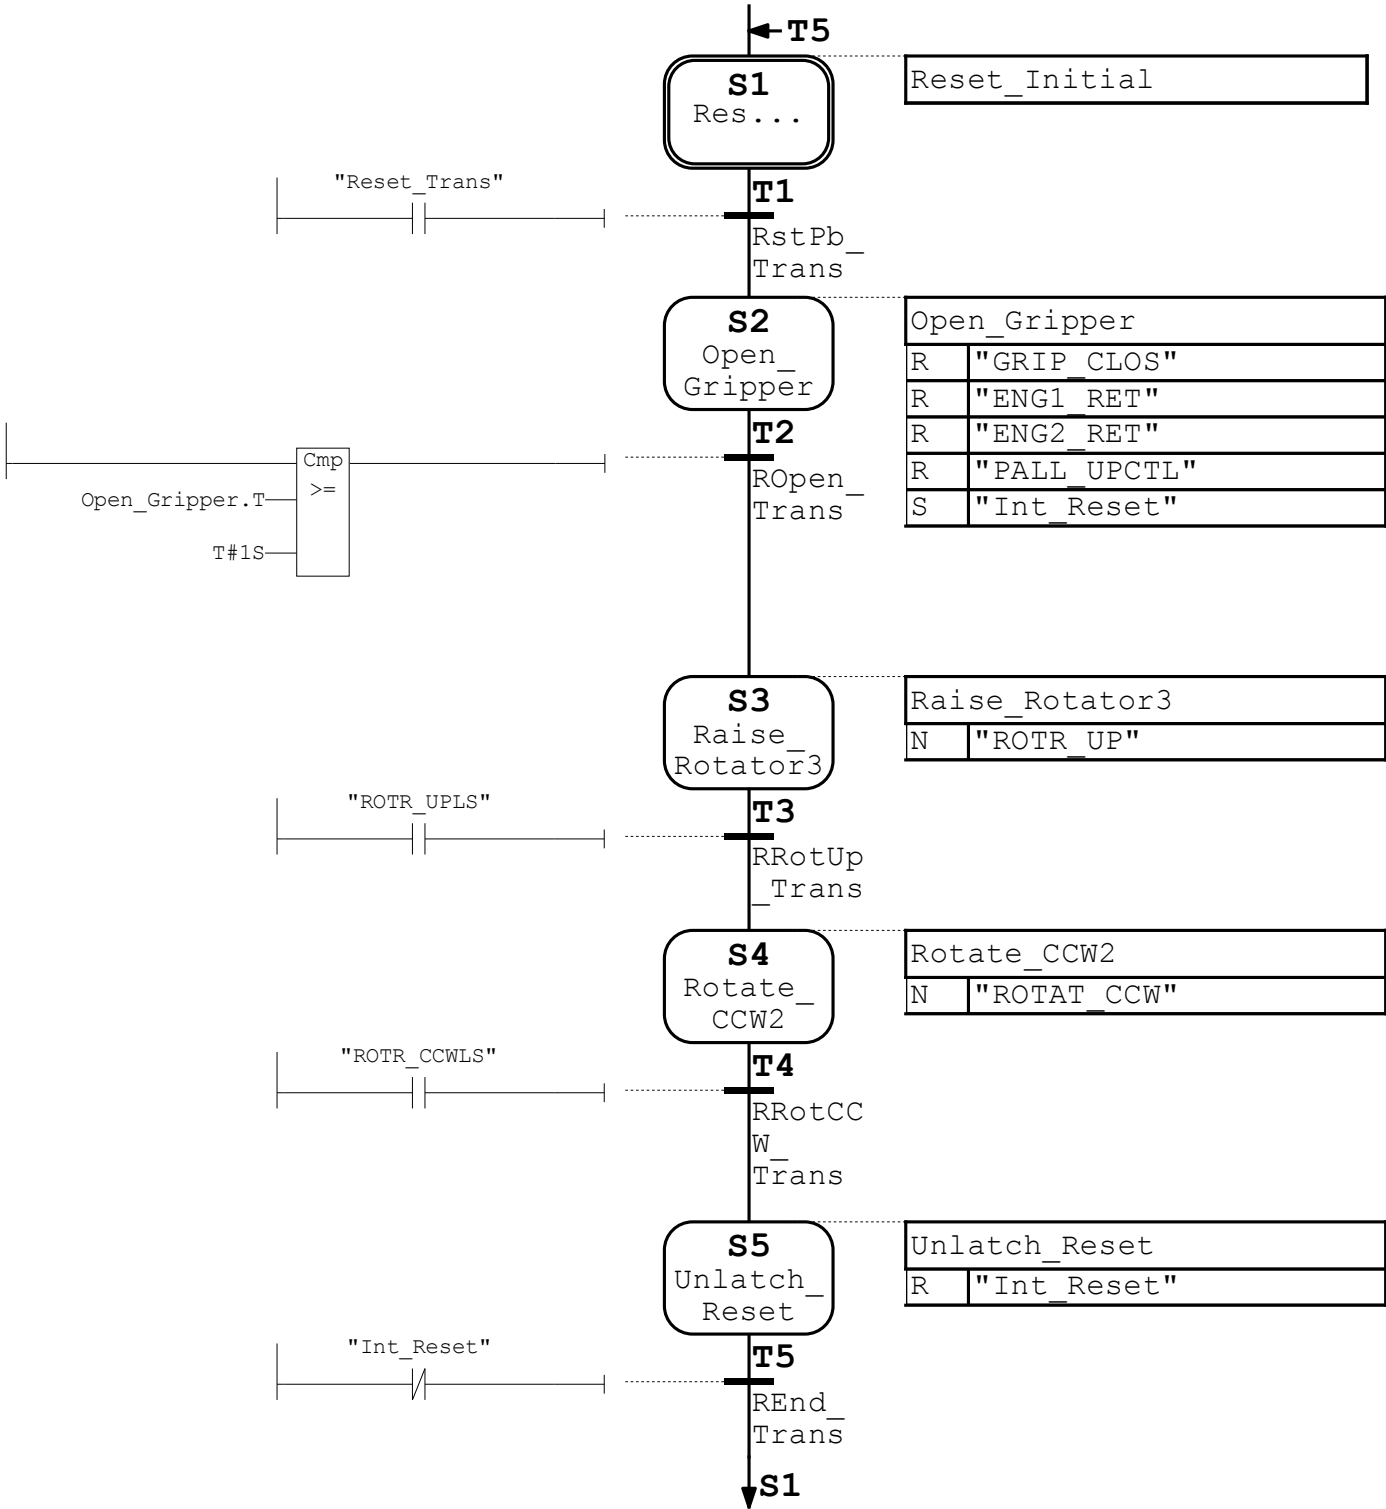 T5
S1
Res...
Reset_Initial
"Reset_Trans"
T1
RstPb_
Trans
S2
Open_
Gripper
Open_Gripper
R "GRIP_CLOS"
R "ENG1_RET"
R "ENG2_RET"
R "PALL_UPCTL"
S "Int_Reset"
T2
ROpen_
Trans
Cmp
>=
Open_Gripper.T
T#1S
S3
Raise_
Rotator3
Raise_Rotator3
N "ROTR_UP"
"ROTR_UPLS"
T3
RRotUp
_Trans
S4
Rotate_
CCW2
Rotate_CCW2
N "ROTAT_CCW"
"ROTR_CCWLS"
T4
RRotCC
W_
Trans
S5
Unlatch_
Reset
Unlatch_Reset
R "Int_Reset"
"Int_Reset"
T5
REnd_
Trans
S1